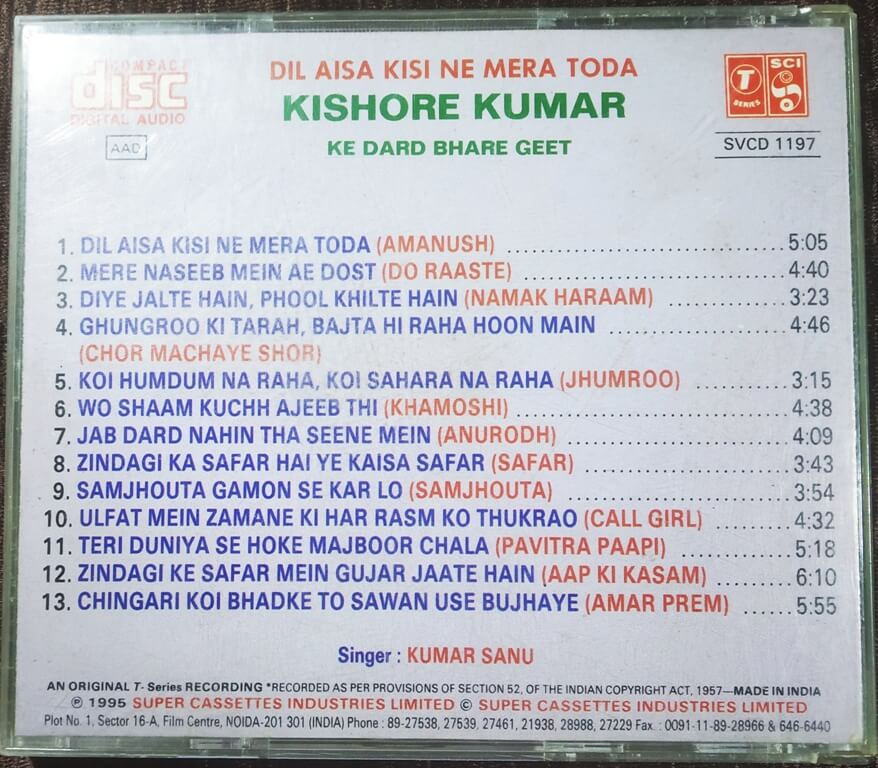 COMPACT
disc
DIGITAL AUDIO
AAD
DIL AISA KISI NE MERA TODA
KISHORE KUMAR
KE DARD BHARE GEET
T
SERIES
SCI
SVCD 1197
1. DIL AISA KISI NE MERA TODA (AMANUSH) ........................................ 5:05
2. MERE NASEEB MEIN AE DOST (DO RAASTE) ..................................... 4:40
3. DIYE JALTE HAIN, PHOOL KHILTE HAIN (NAMAK HARAAM) ................ 3:23
4. GHUNGROO KI TARAH, BAJTA HI RAHA HOON MAIN ........................ 4:46
(CHOR MACHAYE SHOR)
5. KOI HUMDUM NA RAHA, KOI SAHARA NA RAHA (JHUMROO) ............. 3:15
6. WO SHAAM KUCHH AJEEB THI (KHAMOSHI) ..................................... 4:38
7. JAB DARD NAHIN THA SEENE MEIN (ANURODH) .............................. 4:09
8. ZINDAGI KA SAFAR HAI YE KAISA SAFAR (SAFAR) ............................. 3:43
9. SAMJHOUTA GAMON SE KAR LO (SAMJHOUTA) .............................. 3:54
10. ULFAT MEIN ZAMANE KI HAR RASM KO THUKRAO (CALL GIRL) ............ 4:32
11. TERI DUNIYA SE HOKE MAJBOOR CHALA (PAVITRA PAAPI) ............... 5:18
12. ZINDAGI KE SAFAR MEIN GUJAR JAATE HAIN (AAP KI KASAM) ........... 6:10
13. CHINGARI KOI BHADKE TO SAWAN USE BUJHAYE (AMAR PREM) ...... 5:55
Singer : KUMAR SANU
AN ORIGINAL T- Series RECORDING *RECORDED AS PER PROVISIONS OF SECTION 52, OF THE INDIAN COPYRIGHT ACT, 1957—MADE IN INDIA
℗ 1995 SUPER CASSETTES INDUSTRIES LIMITED © SUPER CASSETTES INDUSTRIES LIMITED
Plot No. 1, Sector 16-A, Film Centre, NOIDA-201 301 (INDIA) Phone : 89-27538, 27539, 27461, 21938, 28988, 27229 Fax. : 0091-11-89-28966 & 646-6440